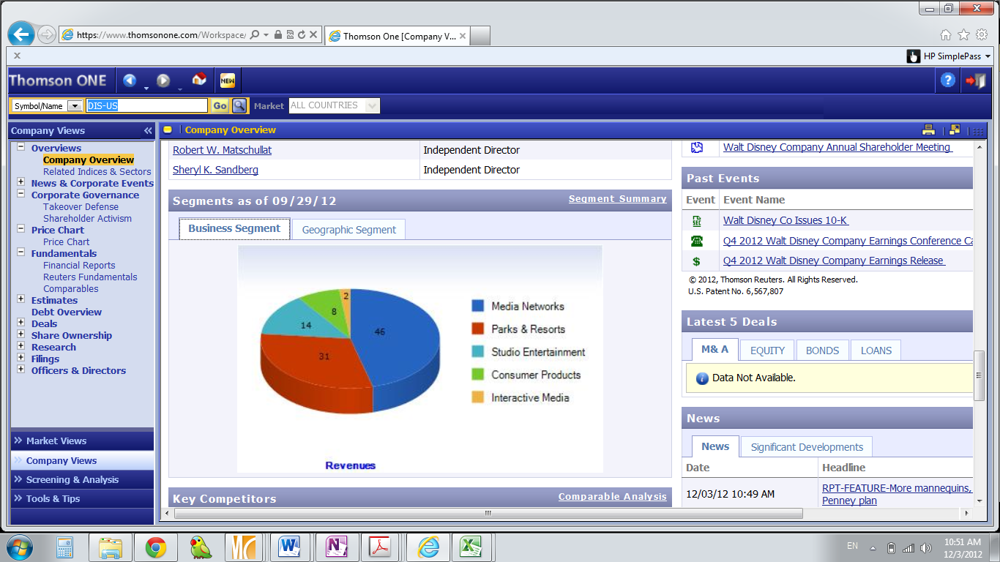 https://www.thomsonone.com/Workspace/
Thomson One [Company V...
x
HP SimplePass
Thomson ONE
NEW
Symbol/Name
DIS-US
Go
Market
ALL COUNTRIES
Company Views
Overviews
Company Overview
Related Indices & Sectors
News & Corporate Events
Corporate Governance
Takeover Defense
Shareholder Activism
Price Chart
Price Chart
Fundamentals
Financial Reports
Reuters Fundamentals
Comparables
Estimates
Debt Overview
Deals
Share Ownership
Research
Filings
Officers & Directors
Market Views
Company Views
Screening & Analysis
Tools & Tips
Company Overview
Robert W. Matschullat Independent Director
Sheryl K. Sandberg Independent Director
Segments as of 09/29/12 Segment Summary
Business Segment Geographic Segment
2
8
14
46
31
Media Networks
Parks & Resorts
Studio Entertainment
Consumer Products
Interactive Media
Revenues
Key Competitors Comparable Analysis
Walt Disney Company Annual Shareholder Meeting
Past Events
Event Event Name
SEC Walt Disney Co Issues 10-K
Q4 2012 Walt Disney Company Earnings Conference Ca
$ Q4 2012 Walt Disney Company Earnings Release
© 2012, Thomson Reuters. All Rights Reserved.
U.S. Patent No. 6,567,807
Latest 5 Deals
M& A EQUITY BONDS LOANS
Data Not Available.
News
News Significant Developments
Date Headline
12/03/12 10:49 AM RPT-FEATURE-More mannequins,
Penney plan
EN
10:51 AM
12/3/2012